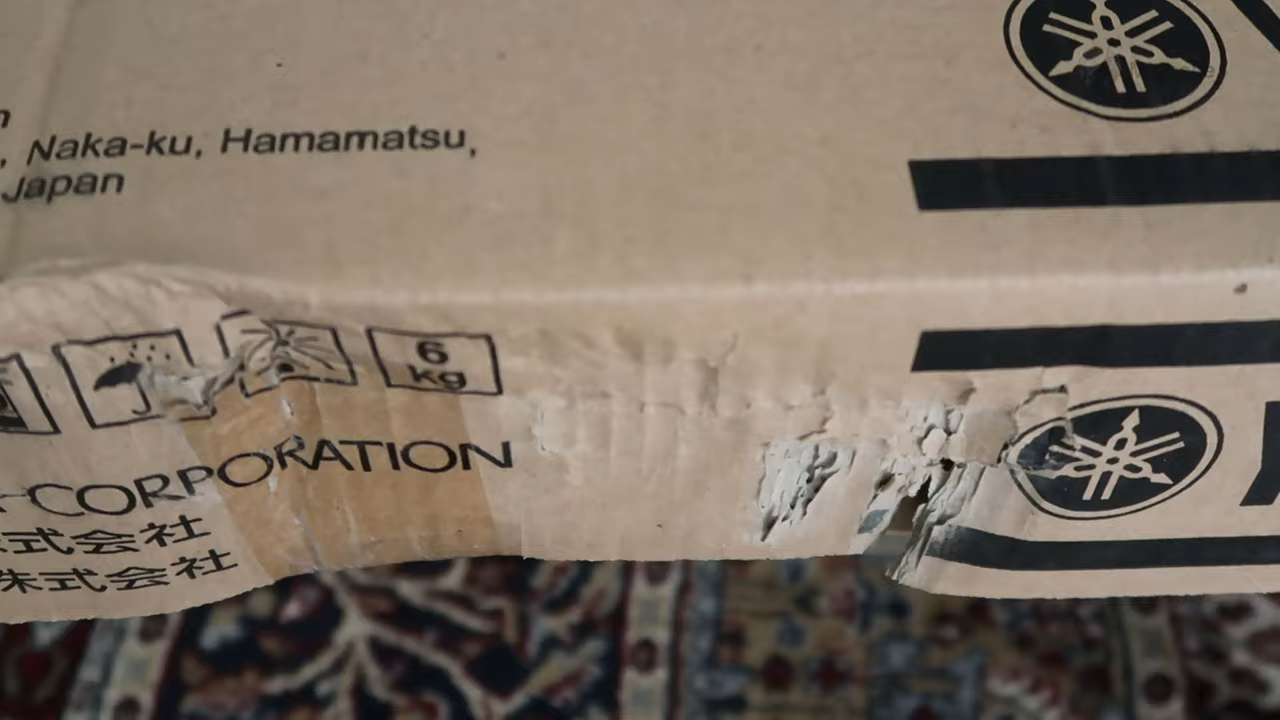 , Naka-ku, Hamamatsu,
Japan
6
kg
CORPORATION
式会社
株式会社